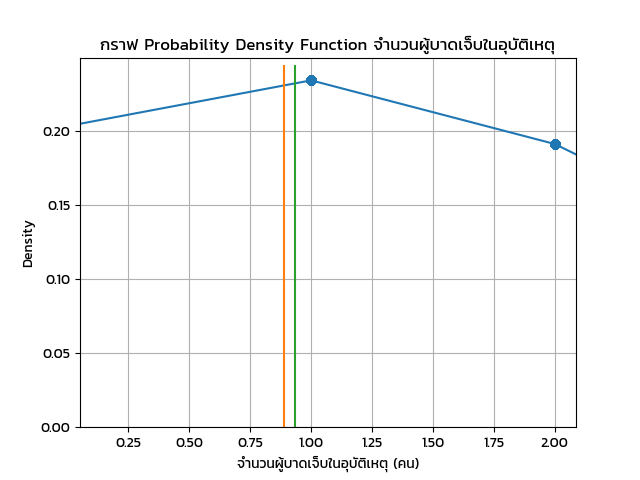 กราฟ Probability Density Function จำนวนผู้บาดเจ็บในอุบัติเหตุ
0.20
0.15
0.10
0.05
0.00
Density
0.25 0.50 0.75 1.00 1.25 1.50 1.75 2.00
จำนวนผู้บาดเจ็บในอุบัติเหตุ (คน)